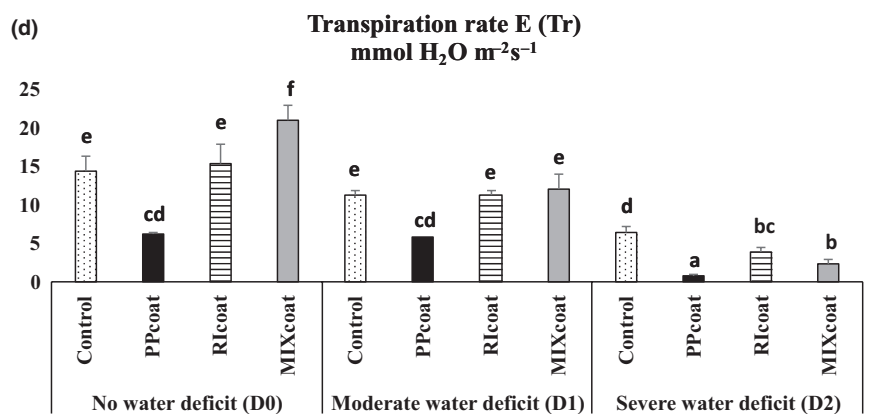 (d)
Transpiration rate E (Tr)
mmol H₂O m⁻²s⁻¹
25
20
15
10
5
0
e
cd
e
f
e
cd
e
e
d
a
bc
b
Control
PPcoat
RIcoat
MIXcoat
Control
PPcoat
RIcoat
MIXcoat
Control
PPcoat
RIcoat
MIXcoat
No water deficit (D0)
Moderate water deficit (D1)
Severe water deficit (D2)